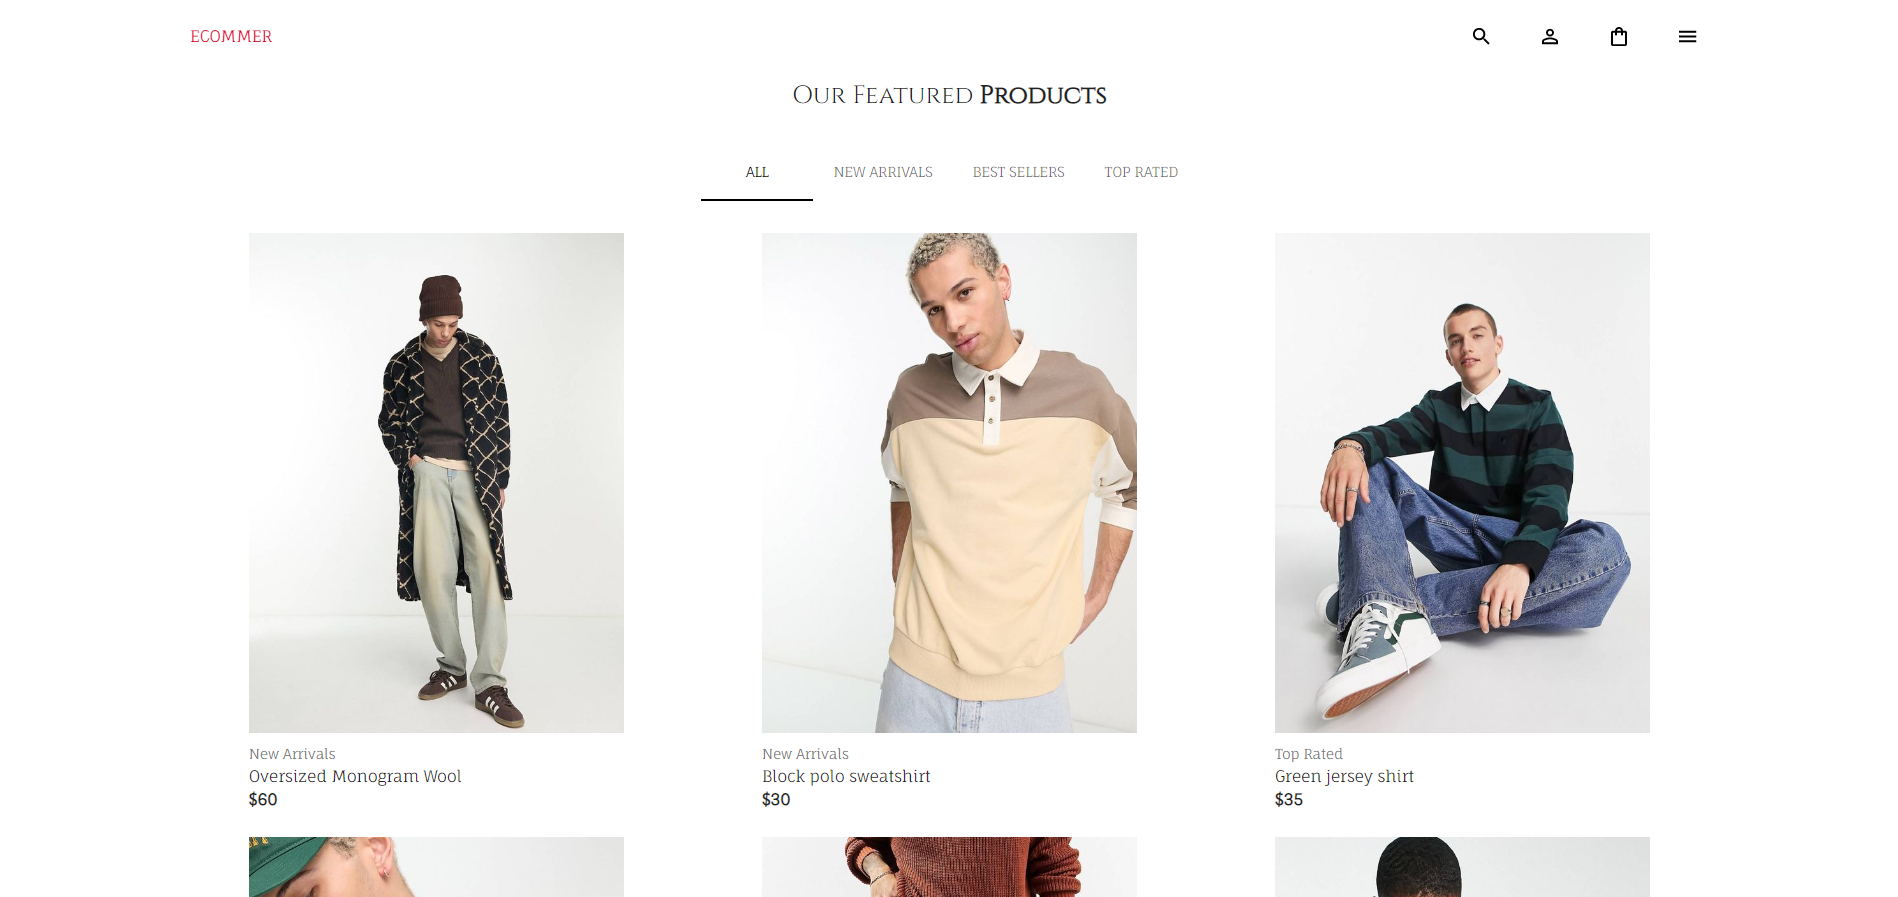 ECOMMER
Our Featured Products
ALL
NEW ARRIVALS
BEST SELLERS
TOP RATED
New Arrivals
Oversized Monogram Wool
$60
New Arrivals
Block polo sweatshirt
$30
Top Rated
Green jersey shirt
$35